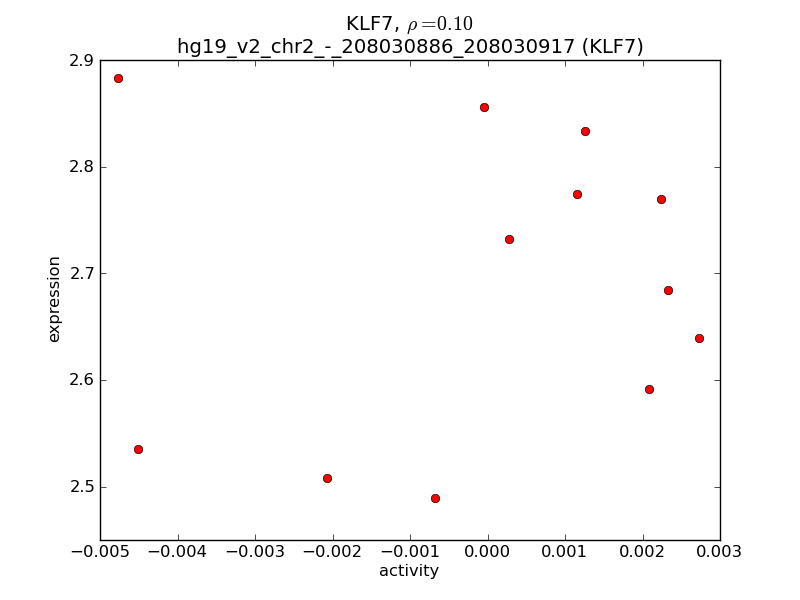 KLF7, ρ=0.10
hg19_v2_chr2_-_208030886_208030917 (KLF7)
2.9
2.8
2.7
2.6
2.5
expression
−0.005 −0.004 −0.003 −0.002 −0.001 0.000 0.001 0.002 0.003
activity